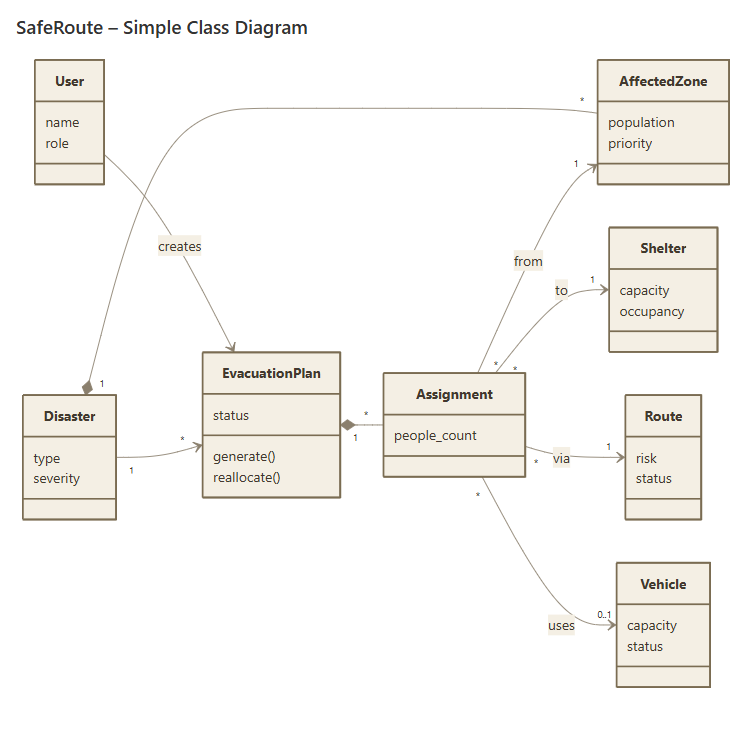 SafeRoute – Simple Class Diagram
User
name
role
AffectedZone
population
priority
*
1
creates
from
Shelter
capacity
occupancy
to
1
*
*
1
EvacuationPlan
status
generate()
reallocate()
Disaster
type
severity
*
1
*
1
Assignment
people_count
Route
risk
status
1
via
*
*
Vehicle
capacity
status
0..1
uses